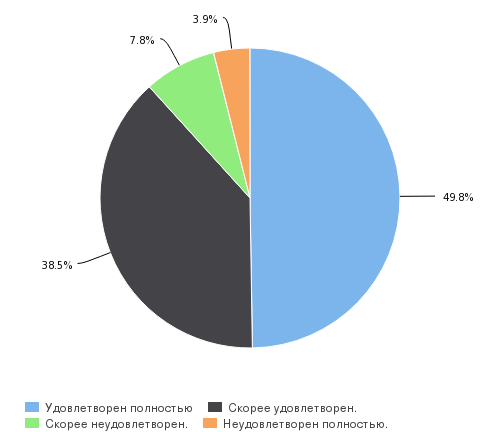 3.9%
7.8%
49.8%
38.5%
Удовлетворен полностью Скорее удовлетворен.
Скорее неудовлетворен. Неудовлетворен полностью.